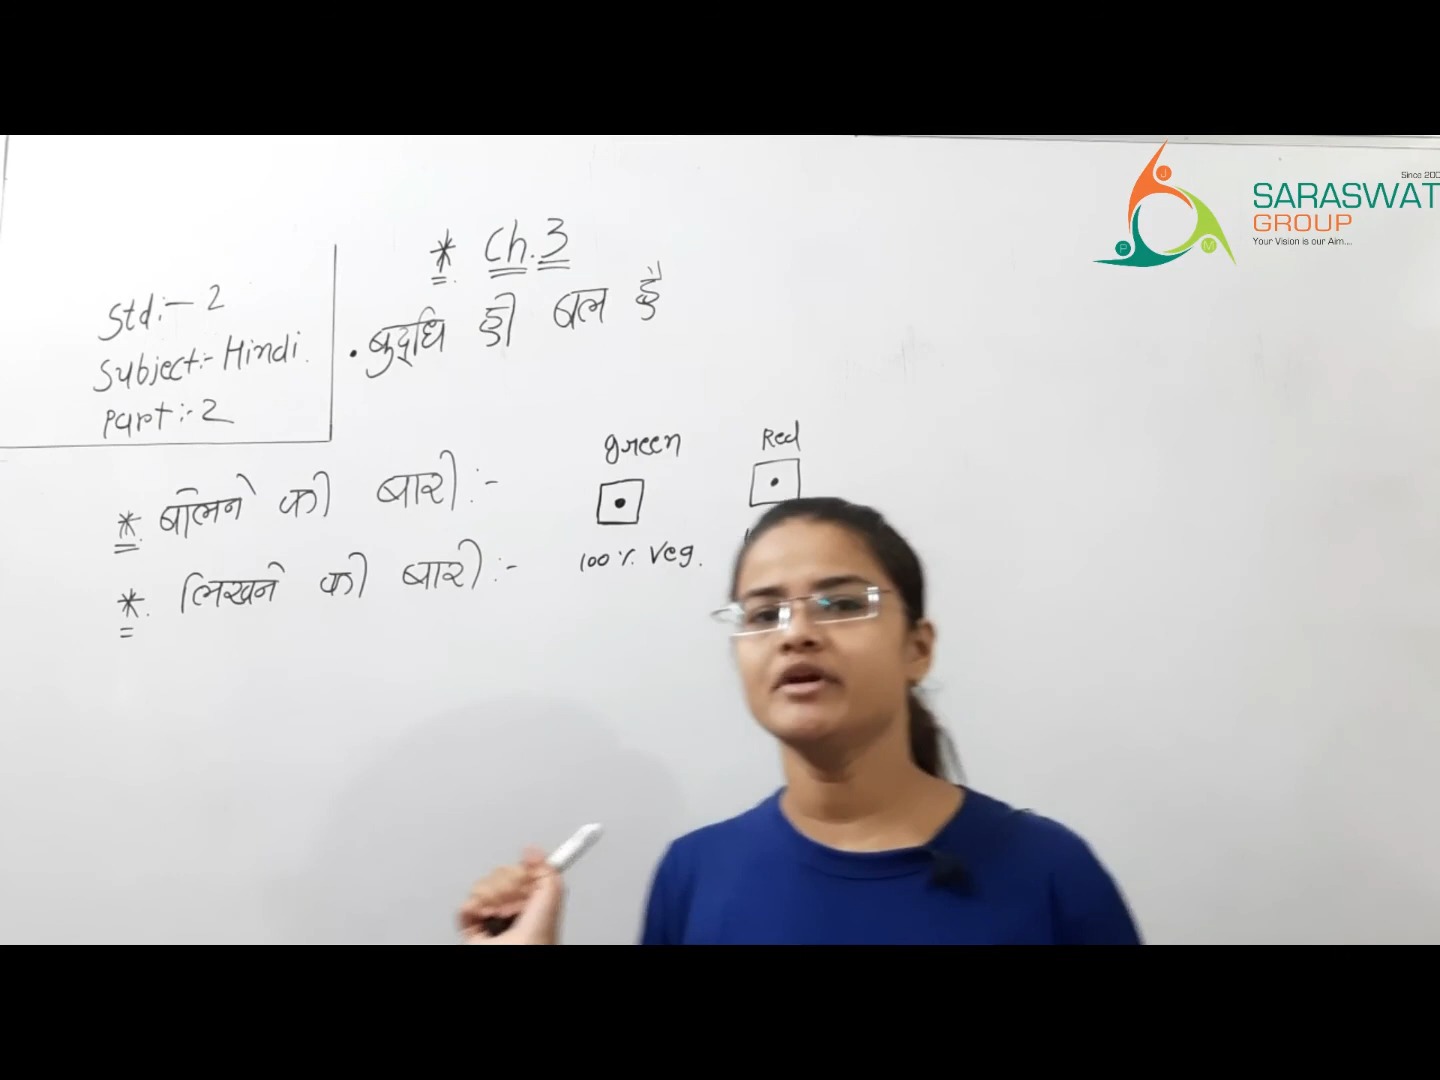 * Ch.3
Std:- 2
Subject:- Hindi.
Part:- 2
. बुद्धि ही बल है
* बोलने की बारी :-
* लिखने की बारी :-
green
100% Veg.
Red
SARASWAT
GROUP
Your Vision is our Aim...
J
P
M